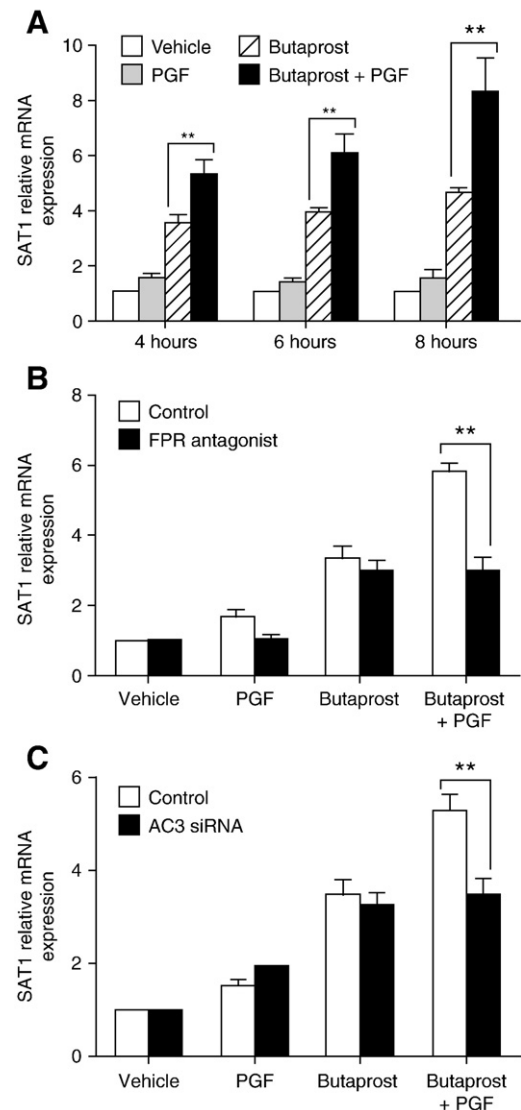 A
Vehicle
Butaprost
PGF
Butaprost + PGF
SAT1 relative mRNA
expression
10
8
6
4
2
0
**
**
**
4 hours
6 hours
8 hours
B
Control
FPR antagonist
SAT1 relative mRNA
expression
8
6
4
2
0
**
Vehicle
PGF
Butaprost
Butaprost
+ PGF
C
Control
AC3 siRNA
SAT1 relative mRNA
expression
6
4
2
0
**
Vehicle
PGF
Butaprost
Butaprost
+ PGF